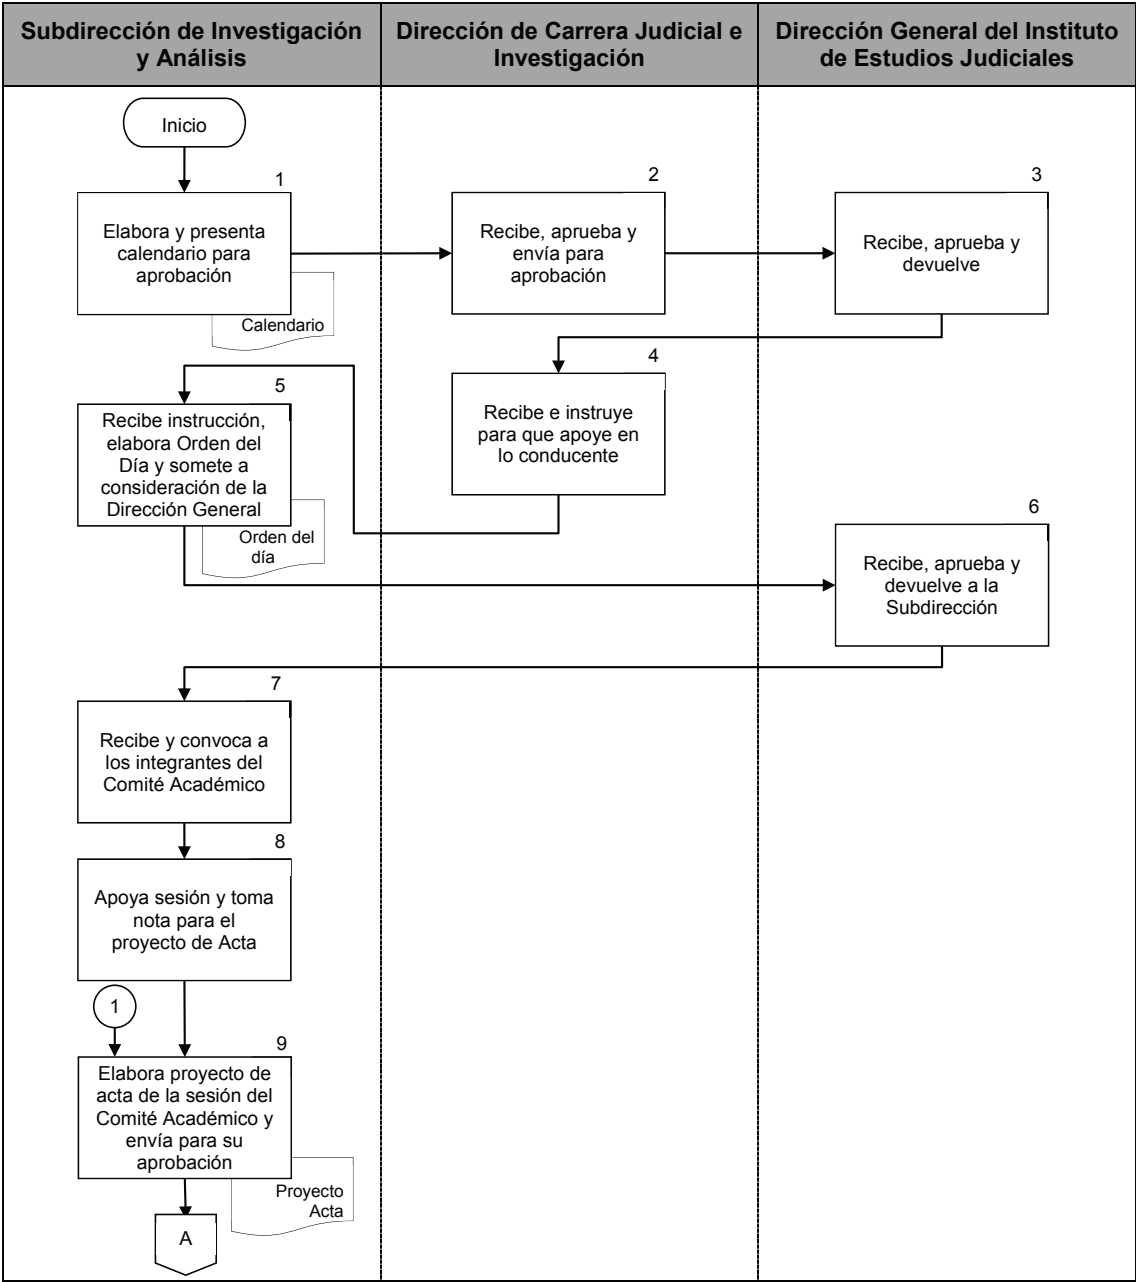 Subdirección de Investigación
y Análisis
Dirección de Carrera Judicial e
Investigación
Dirección General del Instituto
de Estudios Judiciales
Inicio
1
Elabora y presenta
calendario para
aprobación
Calendario
2
Recibe, aprueba y
envía para
aprobación
3
Recibe, aprueba y
devuelve
4
Recibe e instruye
para que apoye en
lo conducente
5
Recibe instrucción,
elabora Orden del
Día y somete a
consideración de la
Dirección General
Orden del
día
6
Recibe, aprueba y
devuelve a la
Subdirección
7
Recibe y convoca a
los integrantes del
Comité Académico
8
Apoya sesión y toma
nota para el
proyecto de Acta
1
9
Elabora proyecto de
acta de la sesión del
Comité Académico y
envía para su
aprobación
Proyecto
Acta
A